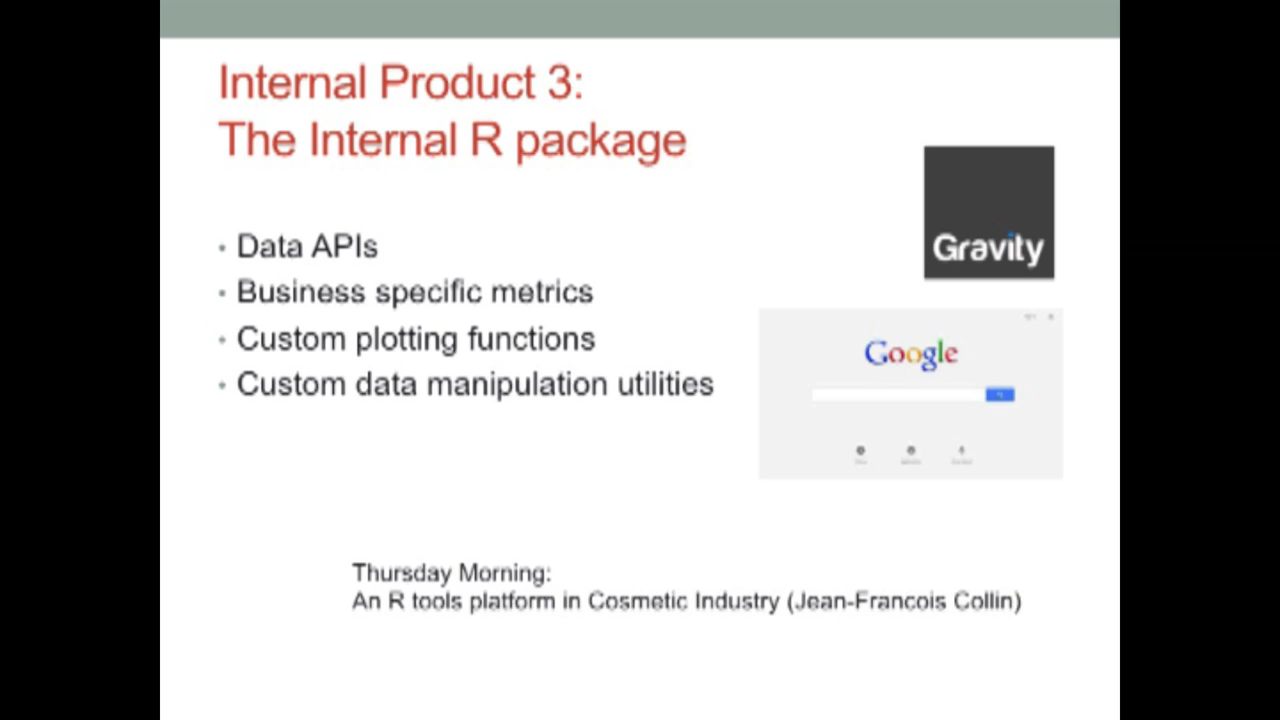 Internal Product 3:
The Internal R package
Gravity
• Data APIs
• Business specific metrics
• Custom plotting functions
• Custom data manipulation utilities
Google
Thursday Morning:
An R tools platform in Cosmetic Industry (Jean-Francois Collin)